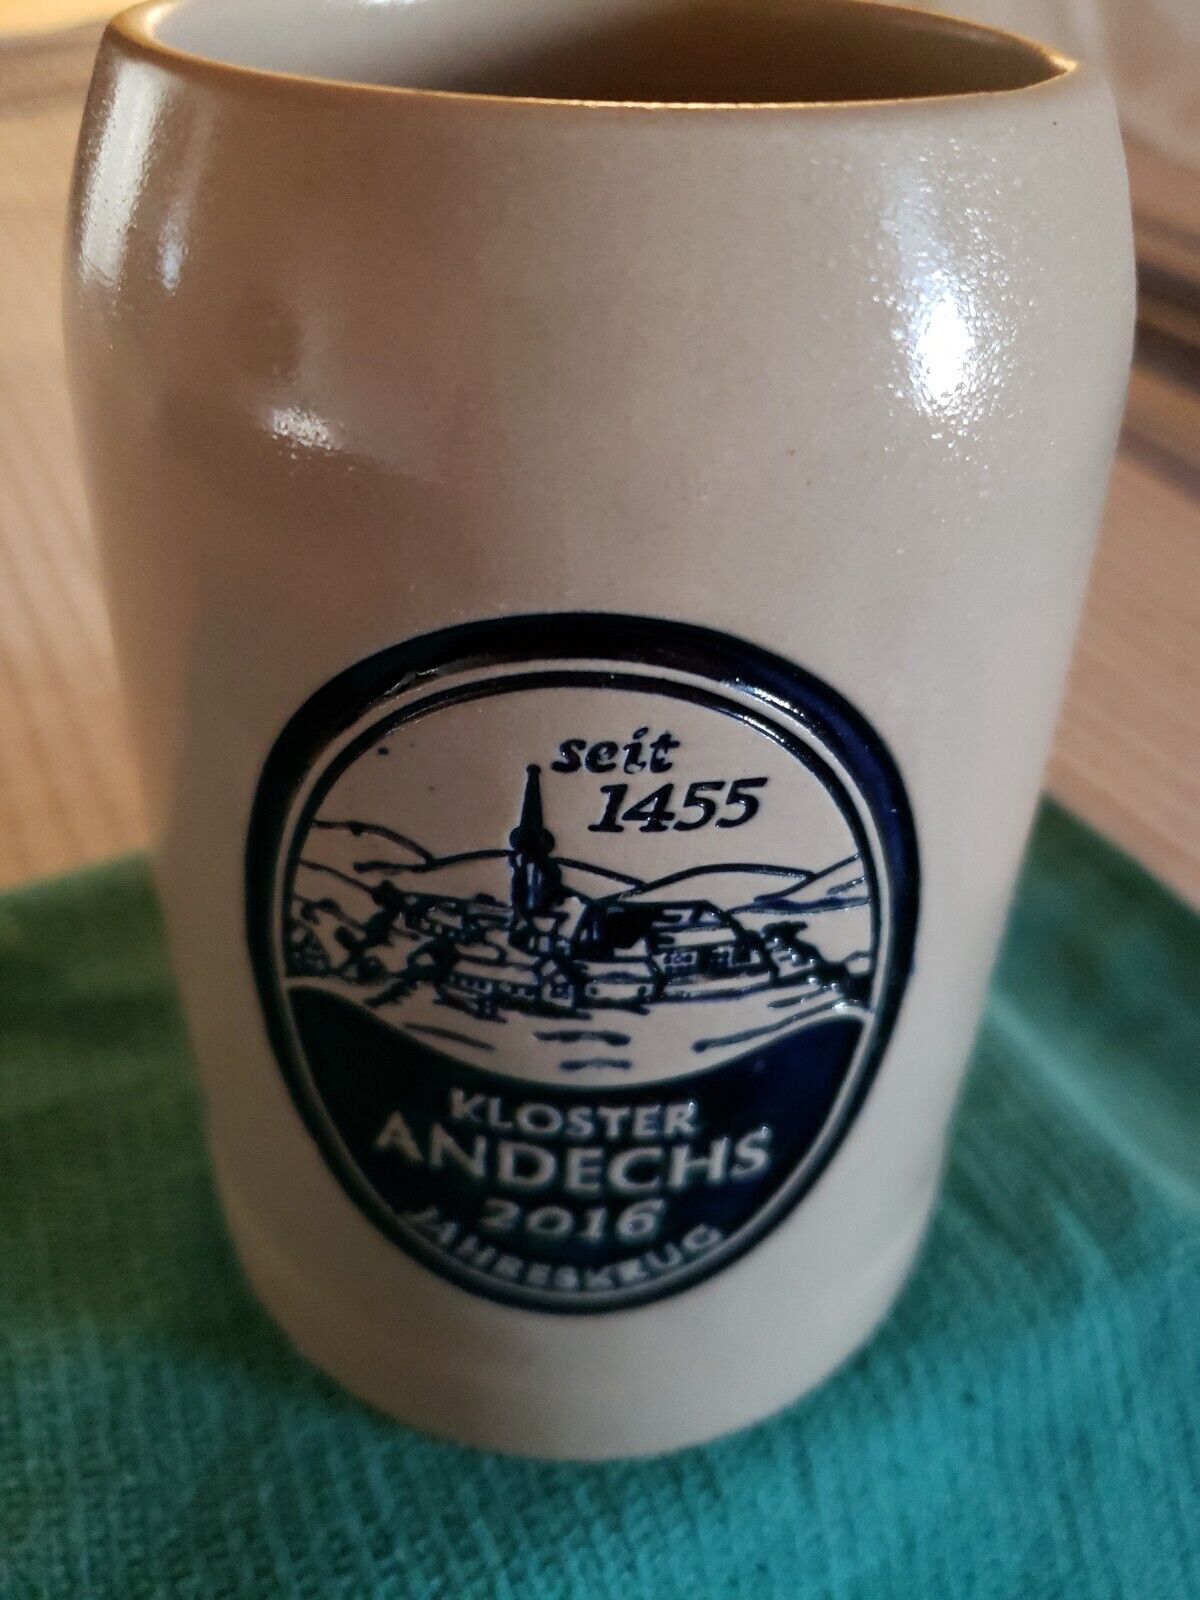 seit
1455
KLOSTER
ANDECHS
2016
JAHRESKRUG